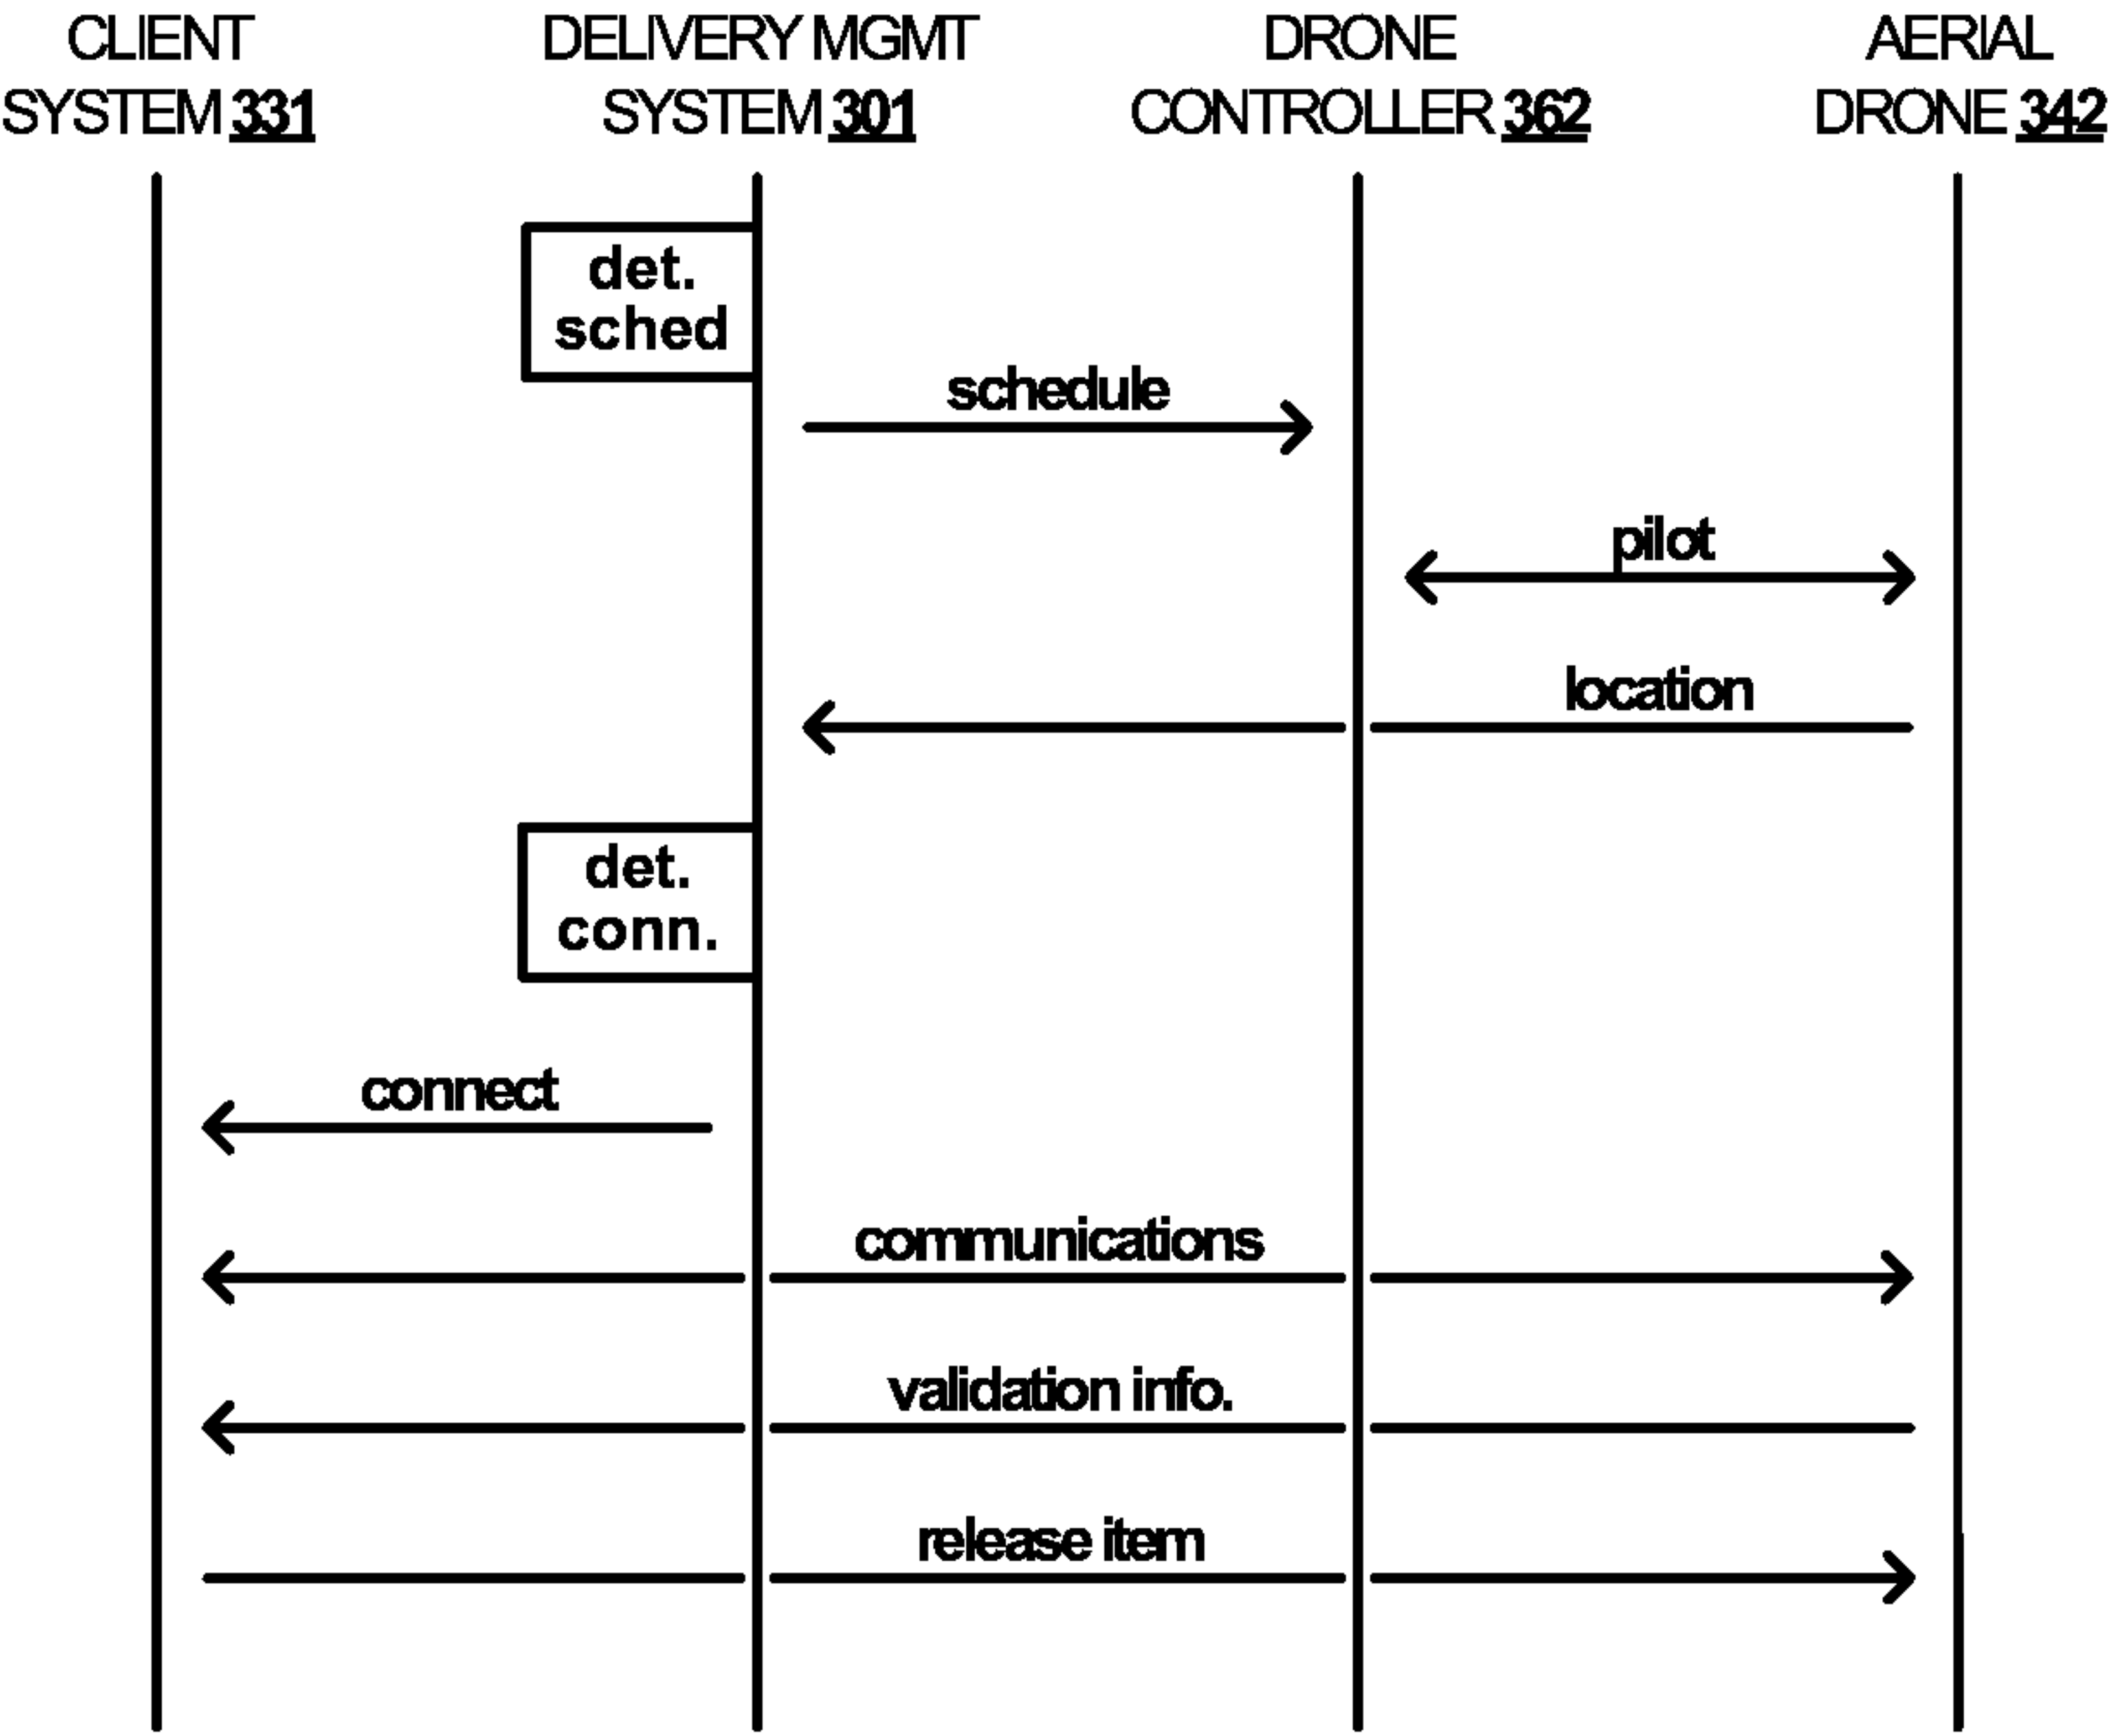 CLIENT
SYSTEM 331
DELIVERY MGMT
SYSTEM 301
DRONE
CONTROLLER 362
AERIAL
DRONE 342
det.
sched
schedule
pilot
location
det.
conn.
connect
communications
validation info.
release item